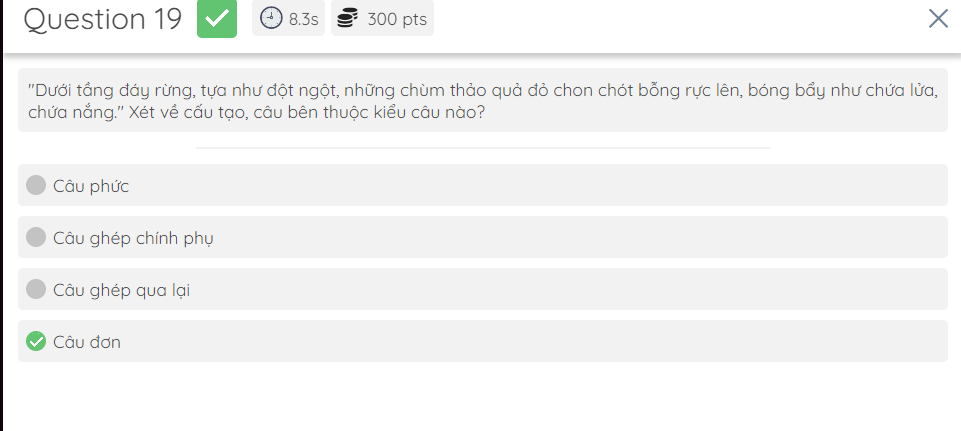 Question 19
8.3s
300 pts
"Dưới tầng đáy rừng, tựa như đột ngột, những chùm thảo quả đỏ chon chót bỗng rực lên, bóng bẩy như chứa lửa,
chứa nắng." Xét về cấu tạo, câu bên thuộc kiểu câu nào?
Câu phức
Câu ghép chính phụ
Câu ghép qua lại
Câu đơn